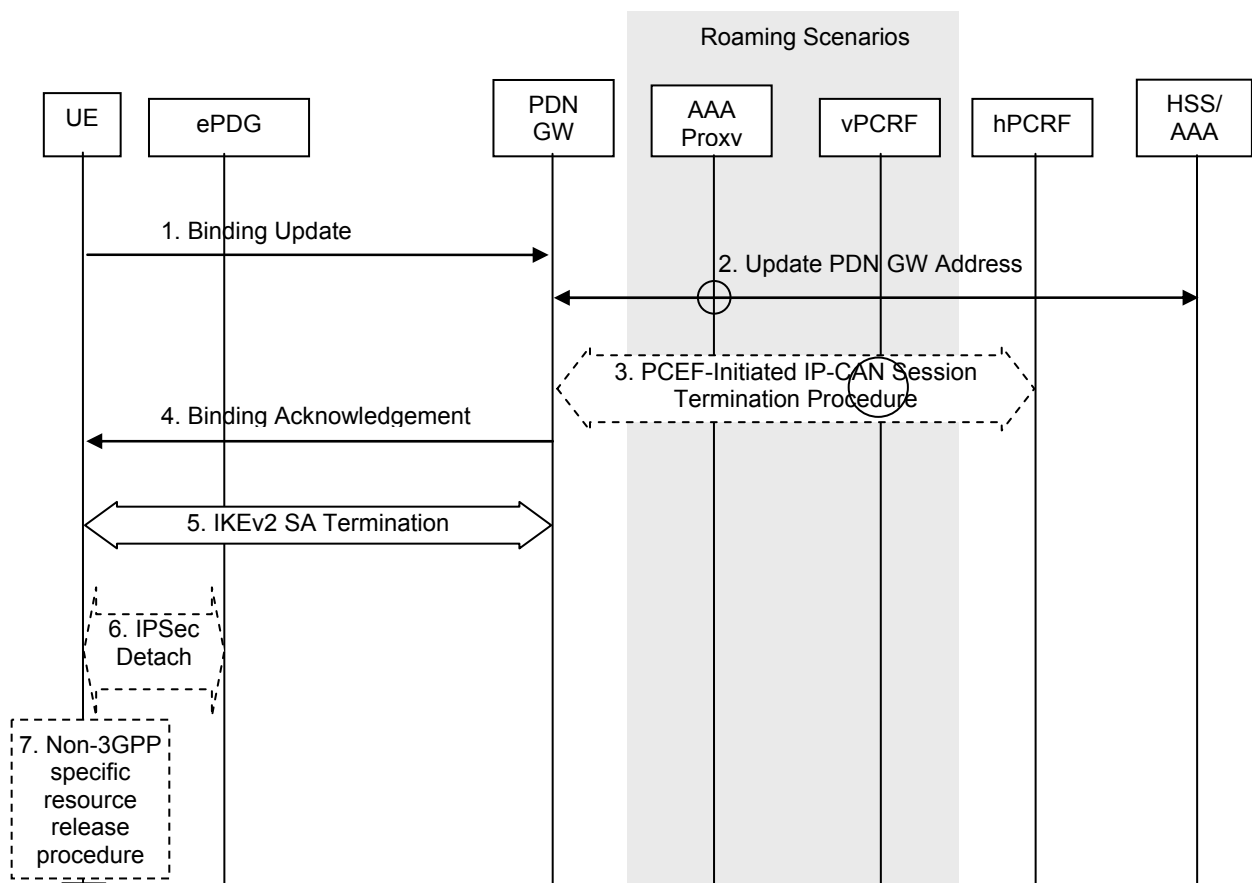 Roaming Scenarios
UE
ePDG
PDN
GW
AAA
Proxy
vPCRF
hPCRF
HSS/
AAA
1. Binding Update
2. Update PDN GW Address
3. PCEF-Initiated IP-CAN Session
Termination Procedure
4. Binding Acknowledgement
5. IKEv2 SA Termination
6. IPSec
Detach
7. Non-3GPP
specific
resource
release
procedure